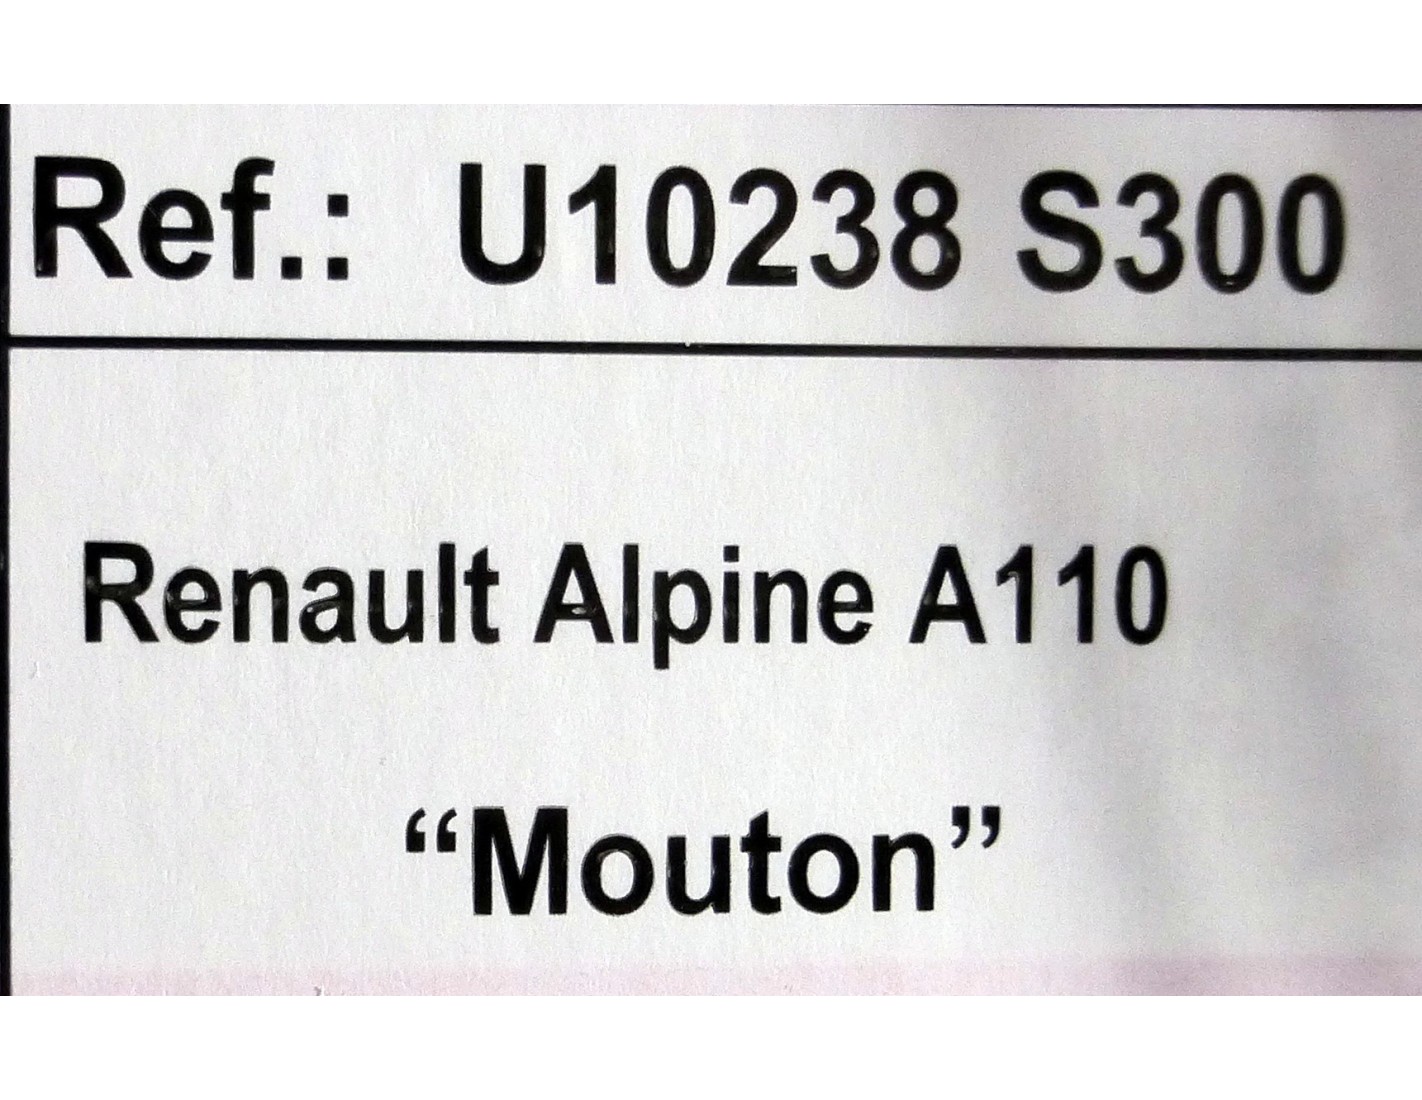 Ref.: U10238 S300
Renault Alpine A110
“Mouton”